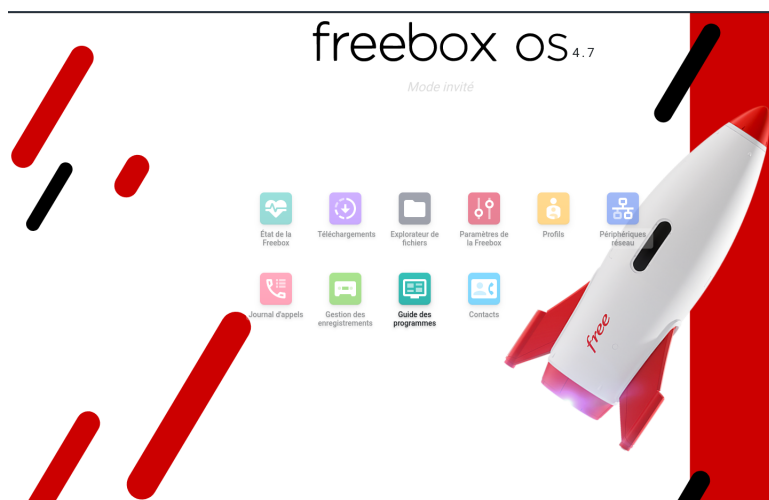 freebox os 4.7
Mode invité
État de la
Freebox
Téléchargements
Explorateur de
fichiers
Paramètres de
la Freebox
Profils
Périphériques
réseau
Journal d'appels
Gestion des
enregistrements
Guide des
programmes
Contacts
free